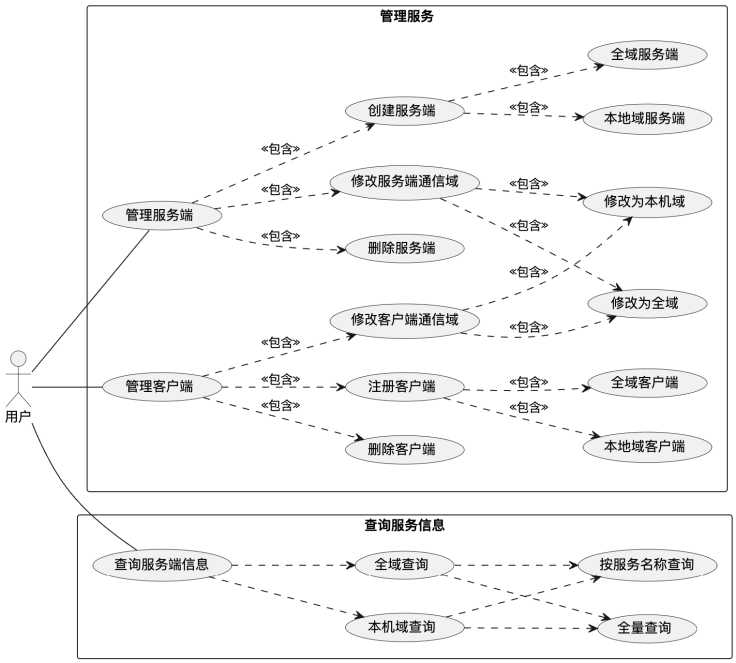 管理服务
全域服务端
《包含》
创建服务端
《包含》
本地域服务端
《包含》
修改服务端通信域
《包含》
修改为本机域
管理服务端
《包含》
《包含》
删除服务端
《包含》
《包含》
修改为全域
修改客户端通信域
《包含》
《包含》
管理客户端
《包含》
注册客户端
《包含》
全域客户端
用户
《包含》
删除客户端
《包含》
本地域客户端
查询服务信息
查询服务端信息
全域查询
按服务名称查询
本机域查询
全量查询